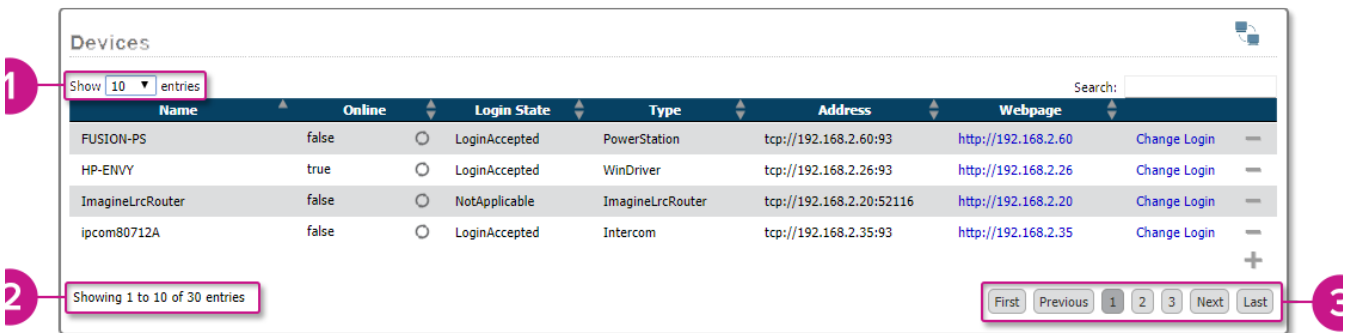 Devices
1
Show 10 entries
Search:
Name Online Login State Type Address Webpage
FUSION-PS false LoginAccepted PowerStation tcp://192.168.2.60:93 http://192.168.2.60 Change Login
HP-ENVY true LoginAccepted WinDriver tcp://192.168.2.26:93 http://192.168.2.26 Change Login
ImagineLrcRouter false NotApplicable ImagineLrcRouter tcp://192.168.2.20:52116 http://192.168.2.20 Change Login
ipcom80712A false LoginAccepted Intercom tcp://192.168.2.35:93 http://192.168.2.35 Change Login
2
Showing 1 to 10 of 30 entries
First Previous 1 2 3 Next Last
3